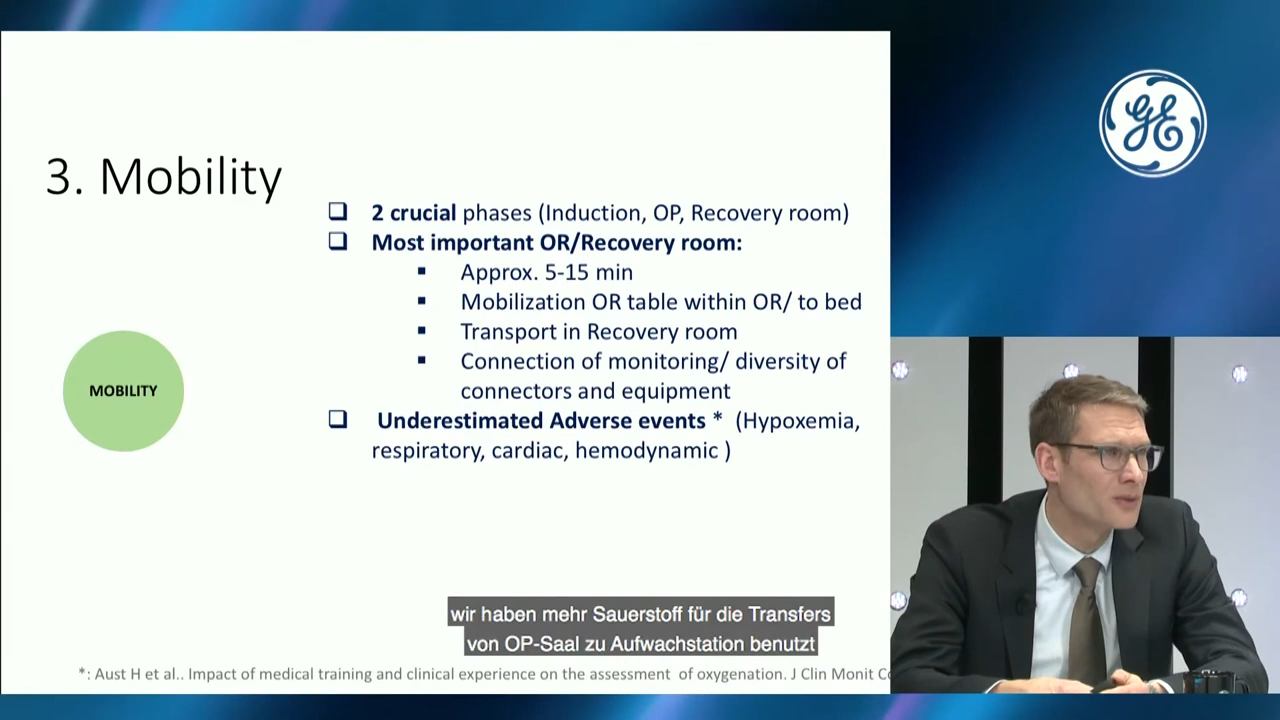 GE
3. Mobility
❑ 2 crucial phases (Induction, OP, Recovery room)
❑ Most important OR/Recovery room:
▪ Approx. 5-15 min
▪ Mobilization OR table within OR/ to bed
▪ Transport in Recovery room
▪ Connection of monitoring/ diversity of
connectors and equipment
❑ Underestimated Adverse events * (Hypoxemia,
respiratory, cardiac, hemodynamic )
MOBILITY
wir haben mehr Sauerstoff für die Transfers
von OP-Saal zu Aufwachstation benutzt
*: Aust H et al.. Impact of medical training and clinical experience on the assessment of oxygenation. J Clin Monit